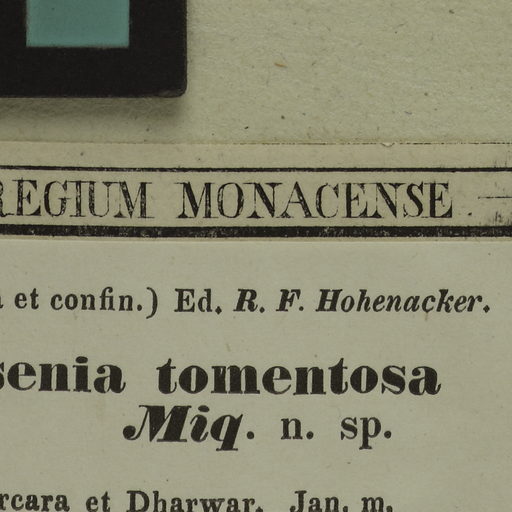 REGIUM MONACENSE
et confin.) Ed. R. F. Hohenacker.
senia tomentosa
Miq. n. sp.
rcara et Dharwar. Jan. m.